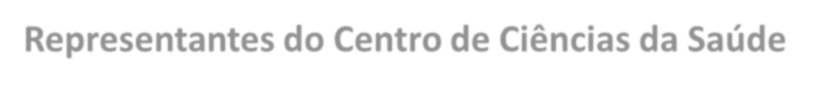 Representantes do Centro de Ciências da Saúde